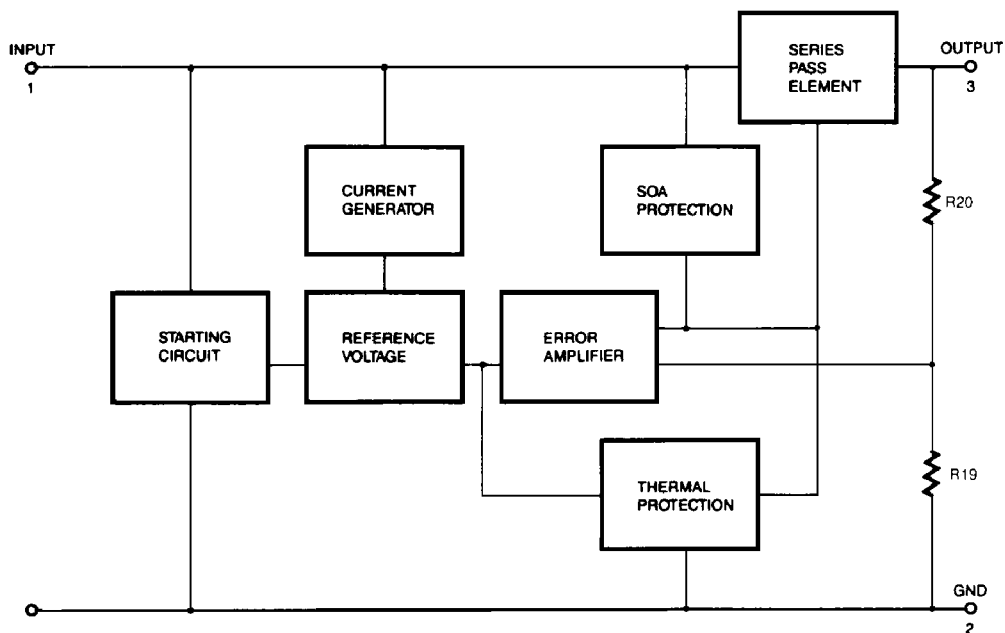 INPUT
1
SERIES
PASS
ELEMENT
OUTPUT
3
CURRENT
GENERATOR
SOA
PROTECTION
R20
STARTING
CIRCUIT
REFERENCE
VOLTAGE
ERROR
AMPLIFIER
THERMAL
PROTECTION
R19
GND
2